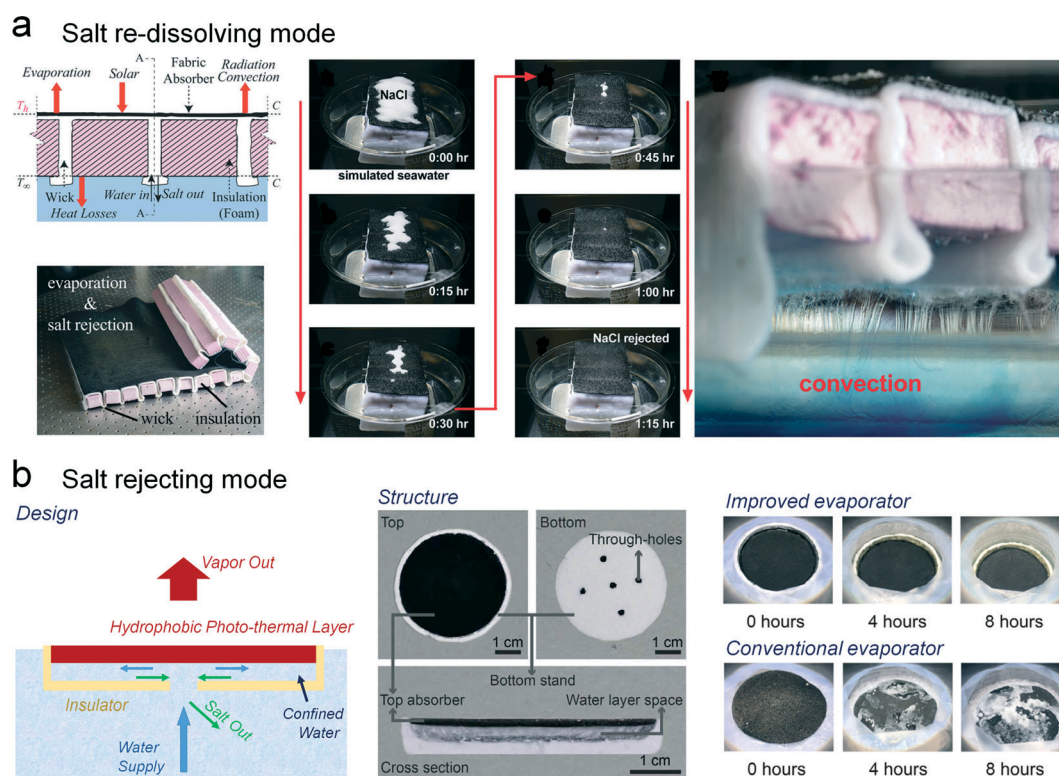 a Salt re-dissolving mode
Evaporation
Solar
A
Fabric
Absorber
Radiation
Convection
Th
C
T∞
C
Wick
Water in
Salt out
Insulation
(Foam)
Heat Losses
A
evaporation
&
salt rejection
wick
insulation
NaCl
0:00 hr
simulated seawater
0:15 hr
0:30 hr
0:45 hr
1:00 hr
NaCl rejected
1:15 hr
convection
b Salt rejecting mode
Design
Vapor Out
Hydrophobic Photo-thermal Layer
Insulator
Salt Out
Confined
Water
Water
Supply
Structure
Top
Bottom
Through-holes
1 cm
1 cm
Bottom stand
Top absorber
Water layer space
Cross section
1 cm
Improved evaporator
0 hours
4 hours
8 hours
Conventional evaporator
0 hours
4 hours
8 hours